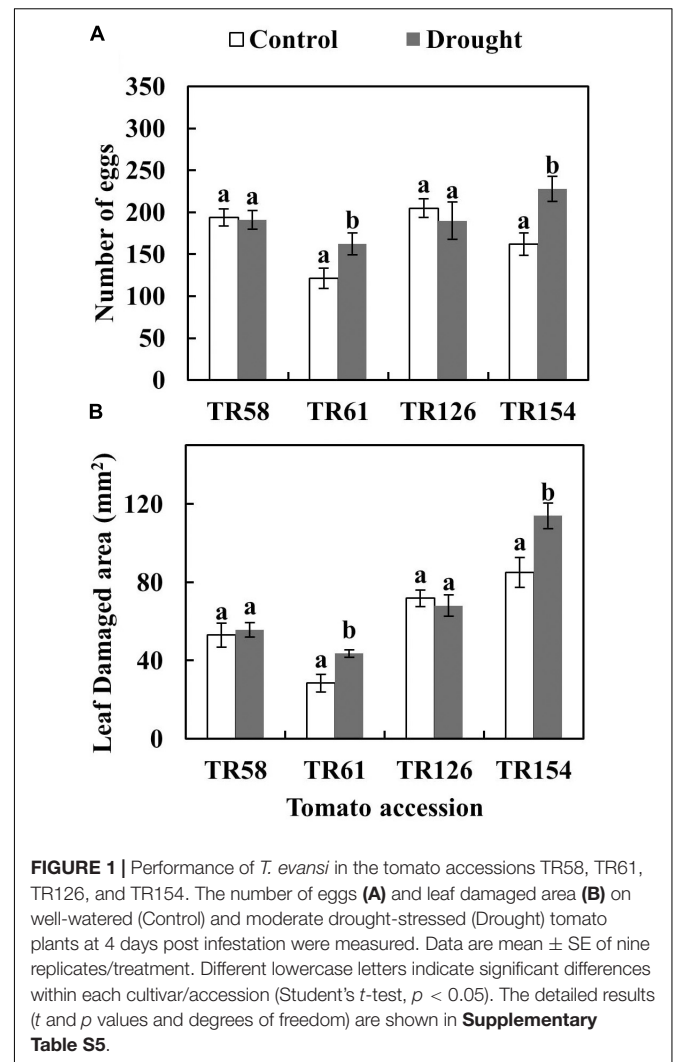 A
Control Drought
350
300
250
200
150
100
50
0
Number of eggs
a a a b a a a b
TR58 TR61 TR126 TR154
B
120
80
40
0
Leaf Damaged area (mm²)
a a a b a a a b
TR58 TR61 TR126 TR154
Tomato accession
FIGURE 1 | Performance of T. evansi in the tomato accessions TR58, TR61,
TR126, and TR154. The number of eggs (A) and leaf damaged area (B) on
well-watered (Control) and moderate drought-stressed (Drought) tomato
plants at 4 days post infestation were measured. Data are mean ± SE of nine
replicates/treatment. Different lowercase letters indicate significant differences
within each cultivar/accession (Student's t-test, p < 0.05). The detailed results
(t and p values and degrees of freedom) are shown in Supplementary
Table S5.